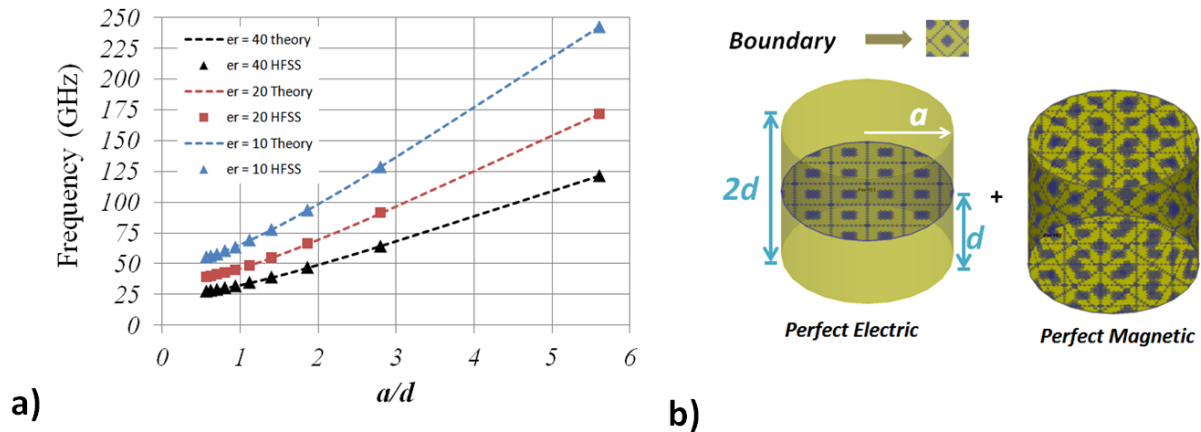 250
225
200
175
150
125
100
75
50
25
0
Frequency (GHz)
er = 40 theory
er = 40 HFSS
er = 20 Theory
er = 20 HFSS
er = 10 Theory
er = 10 HFSS
0 1 2 3 4 5 6
a/d
a)
Boundary
a
2d
d
+
Perfect Electric
Perfect Magnetic
b)